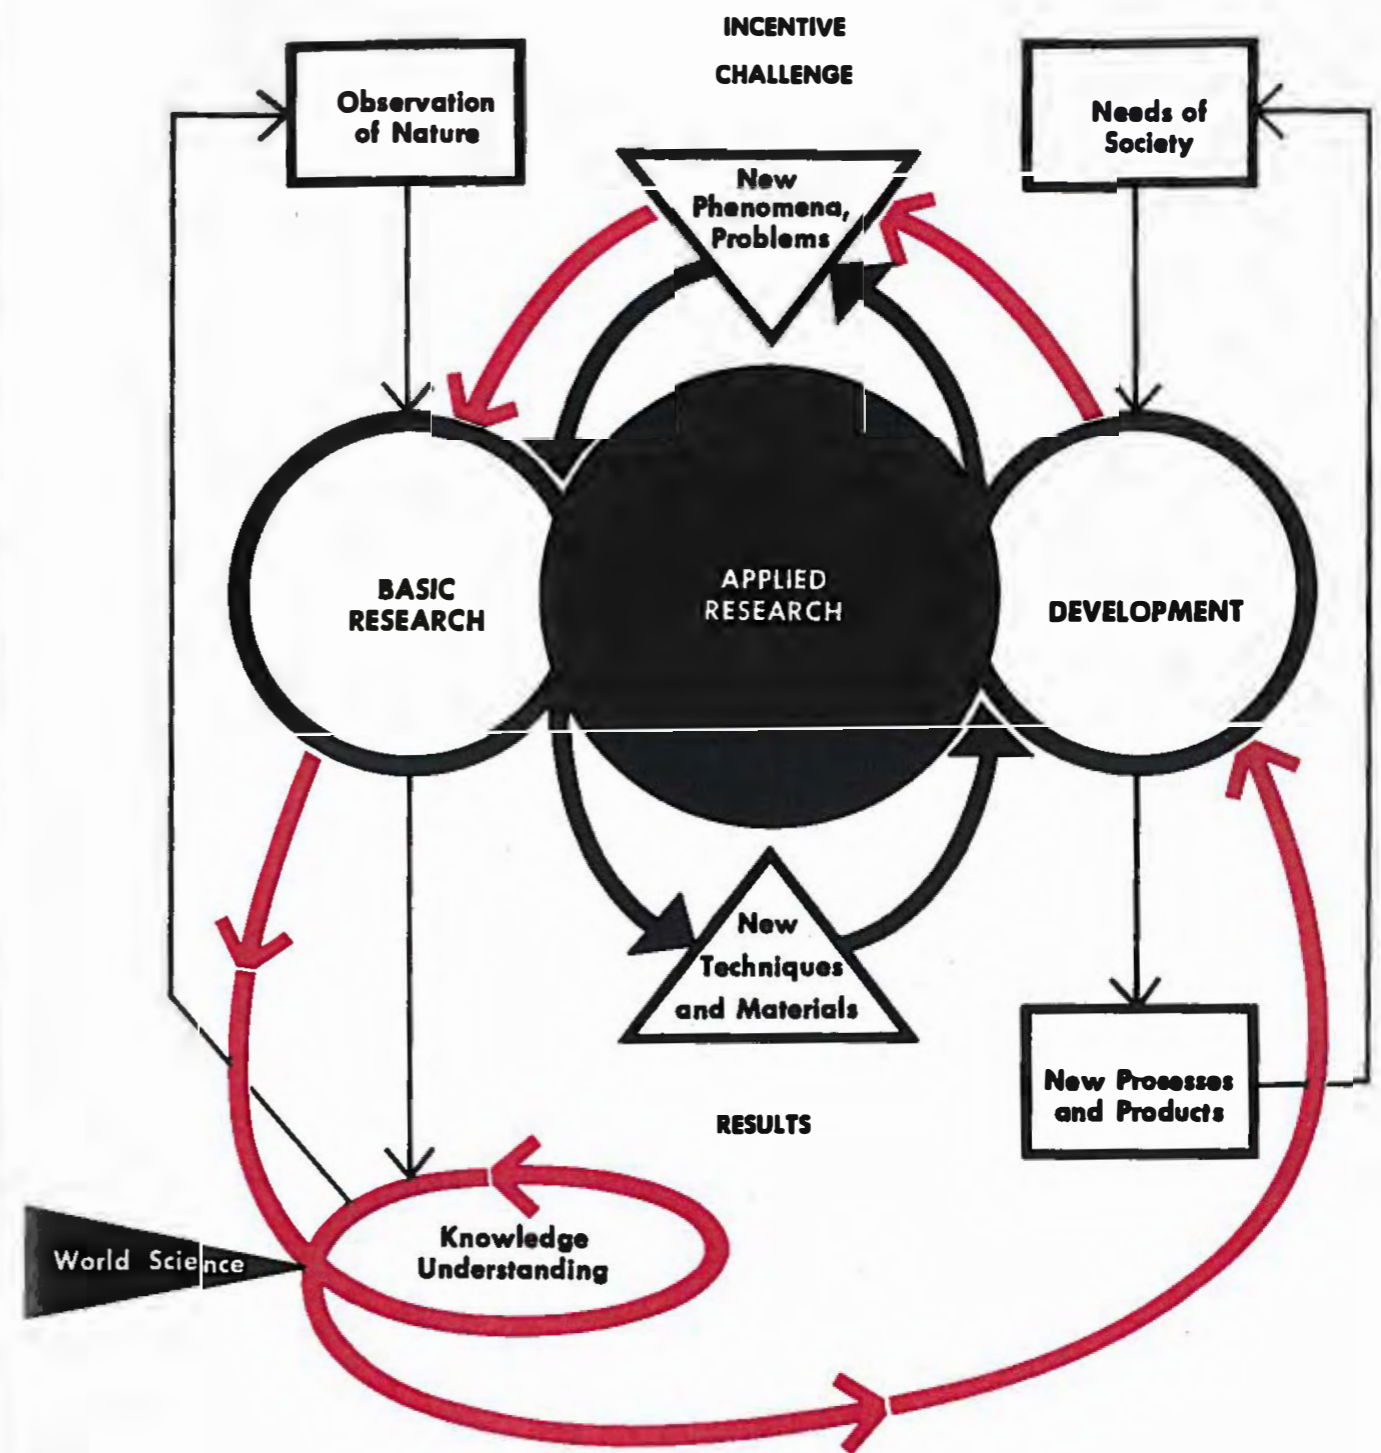 INCENTIVE
CHALLENGE
Observation
of Nature
Needs of
Society
New
Phenomena,
Problems
BASIC
RESEARCH
APPLIED
RESEARCH
DEVELOPMENT
New
Techniques
and Materials
New Processes
and Products
RESULTS
Knowledge
Understanding
World Science